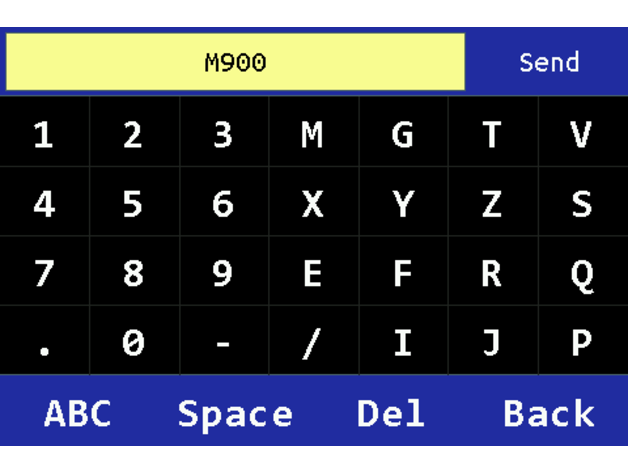 M900 Send
1 2 3 M G T V
4 5 6 X Y Z S
7 8 9 E F R Q
. 0 - / I J P
ABC Space Del Back